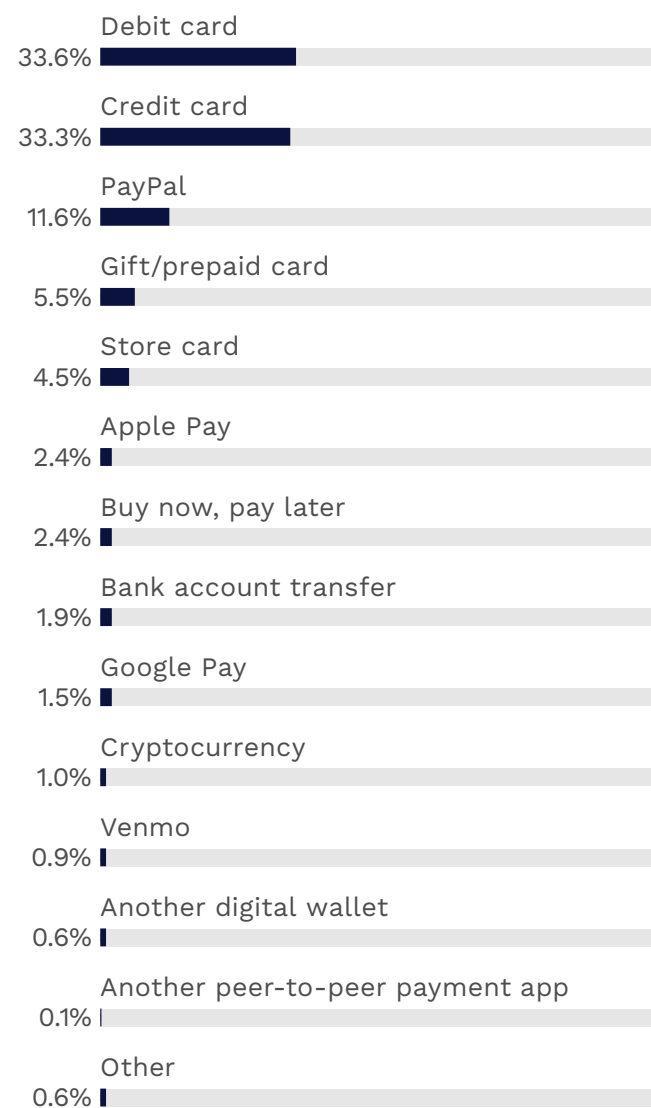 Debit card
33.6%
Credit card
33.3%
PayPal
11.6%
Gift/prepaid card
5.5%
Store card
4.5%
Apple Pay
2.4%
Buy now, pay later
2.4%
Bank account transfer
1.9%
Google Pay
1.5%
Cryptocurrency
1.0%
Venmo
0.9%
Another digital wallet
0.6%
Another peer-to-peer payment app
0.1%
Other
0.6%